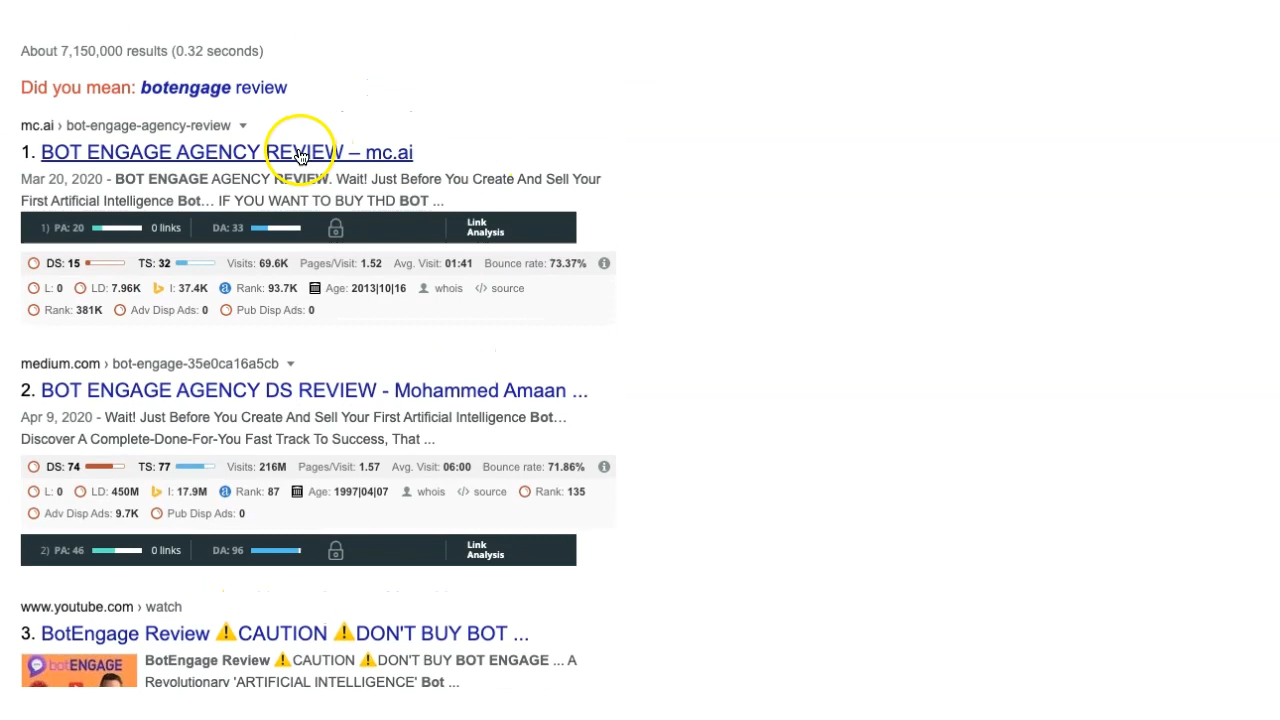 About 7,150,000 results (0.32 seconds)
Did you mean: botengage review
mc.ai › bot-engage-agency-review
1. BOT ENGAGE AGENCY REVIEW – mc.ai
Mar 20, 2020 - BOT ENGAGE AGENCY REVIEW. Wait! Just Before You Create And Sell Your
First Artificial Intelligence Bot… IF YOU WANT TO BUY THD BOT ...
1) PA: 20 0 links DA: 33 Link Analysis
DS: 15 TS: 32 Visits: 69.6K Pages/Visit: 1.52 Avg. Visit: 01:41 Bounce rate: 73.37%
L: 0 LD: 7.96K I: 37.4K Rank: 93.7K Age: 2013|10|16 whois </> source
Rank: 381K Adv Disp Ads: 0 Pub Disp Ads: 0
medium.com › bot-engage-35e0ca16a5cb
2. BOT ENGAGE AGENCY DS REVIEW - Mohammed Amaan ...
Apr 9, 2020 - Wait! Just Before You Create And Sell Your First Artificial Intelligence Bot…
Discover A Complete-Done-For-You Fast Track To Success, That ...
DS: 74 TS: 77 Visits: 216M Pages/Visit: 1.57 Avg. Visit: 06:00 Bounce rate: 71.86%
L: 0 LD: 450M I: 17.9M Rank: 87 Age: 1997|04|07 whois </> source Rank: 135
Adv Disp Ads: 9.7K Pub Disp Ads: 0
2) PA: 46 0 links DA: 96 Link Analysis
www.youtube.com › watch
3. BotEngage Review ⚠️CAUTION ⚠️DON'T BUY BOT ...
botENGAGE
BotEngage Review ⚠️CAUTION ⚠️DON'T BUY BOT ENGAGE ... A
Revolutionary 'ARTIFICIAL INTELLIGENCE' Bot ...